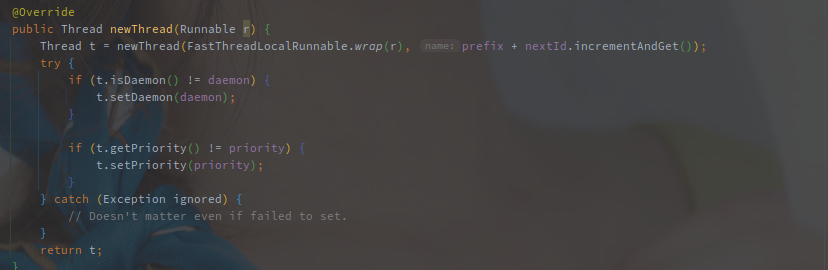 @Override
public Thread newThread(Runnable r) {
    Thread t = newThread(FastThreadLocalRunnable.wrap(r), name: prefix + nextId.incrementAndGet());
    try {
        if (t.isDaemon() != daemon) {
            t.setDaemon(daemon);
        }
        if (t.getPriority() != priority) {
            t.setPriority(priority);
        }
    } catch (Exception ignored) {
        // Doesn't matter even if failed to set.
    }
    return t;
}